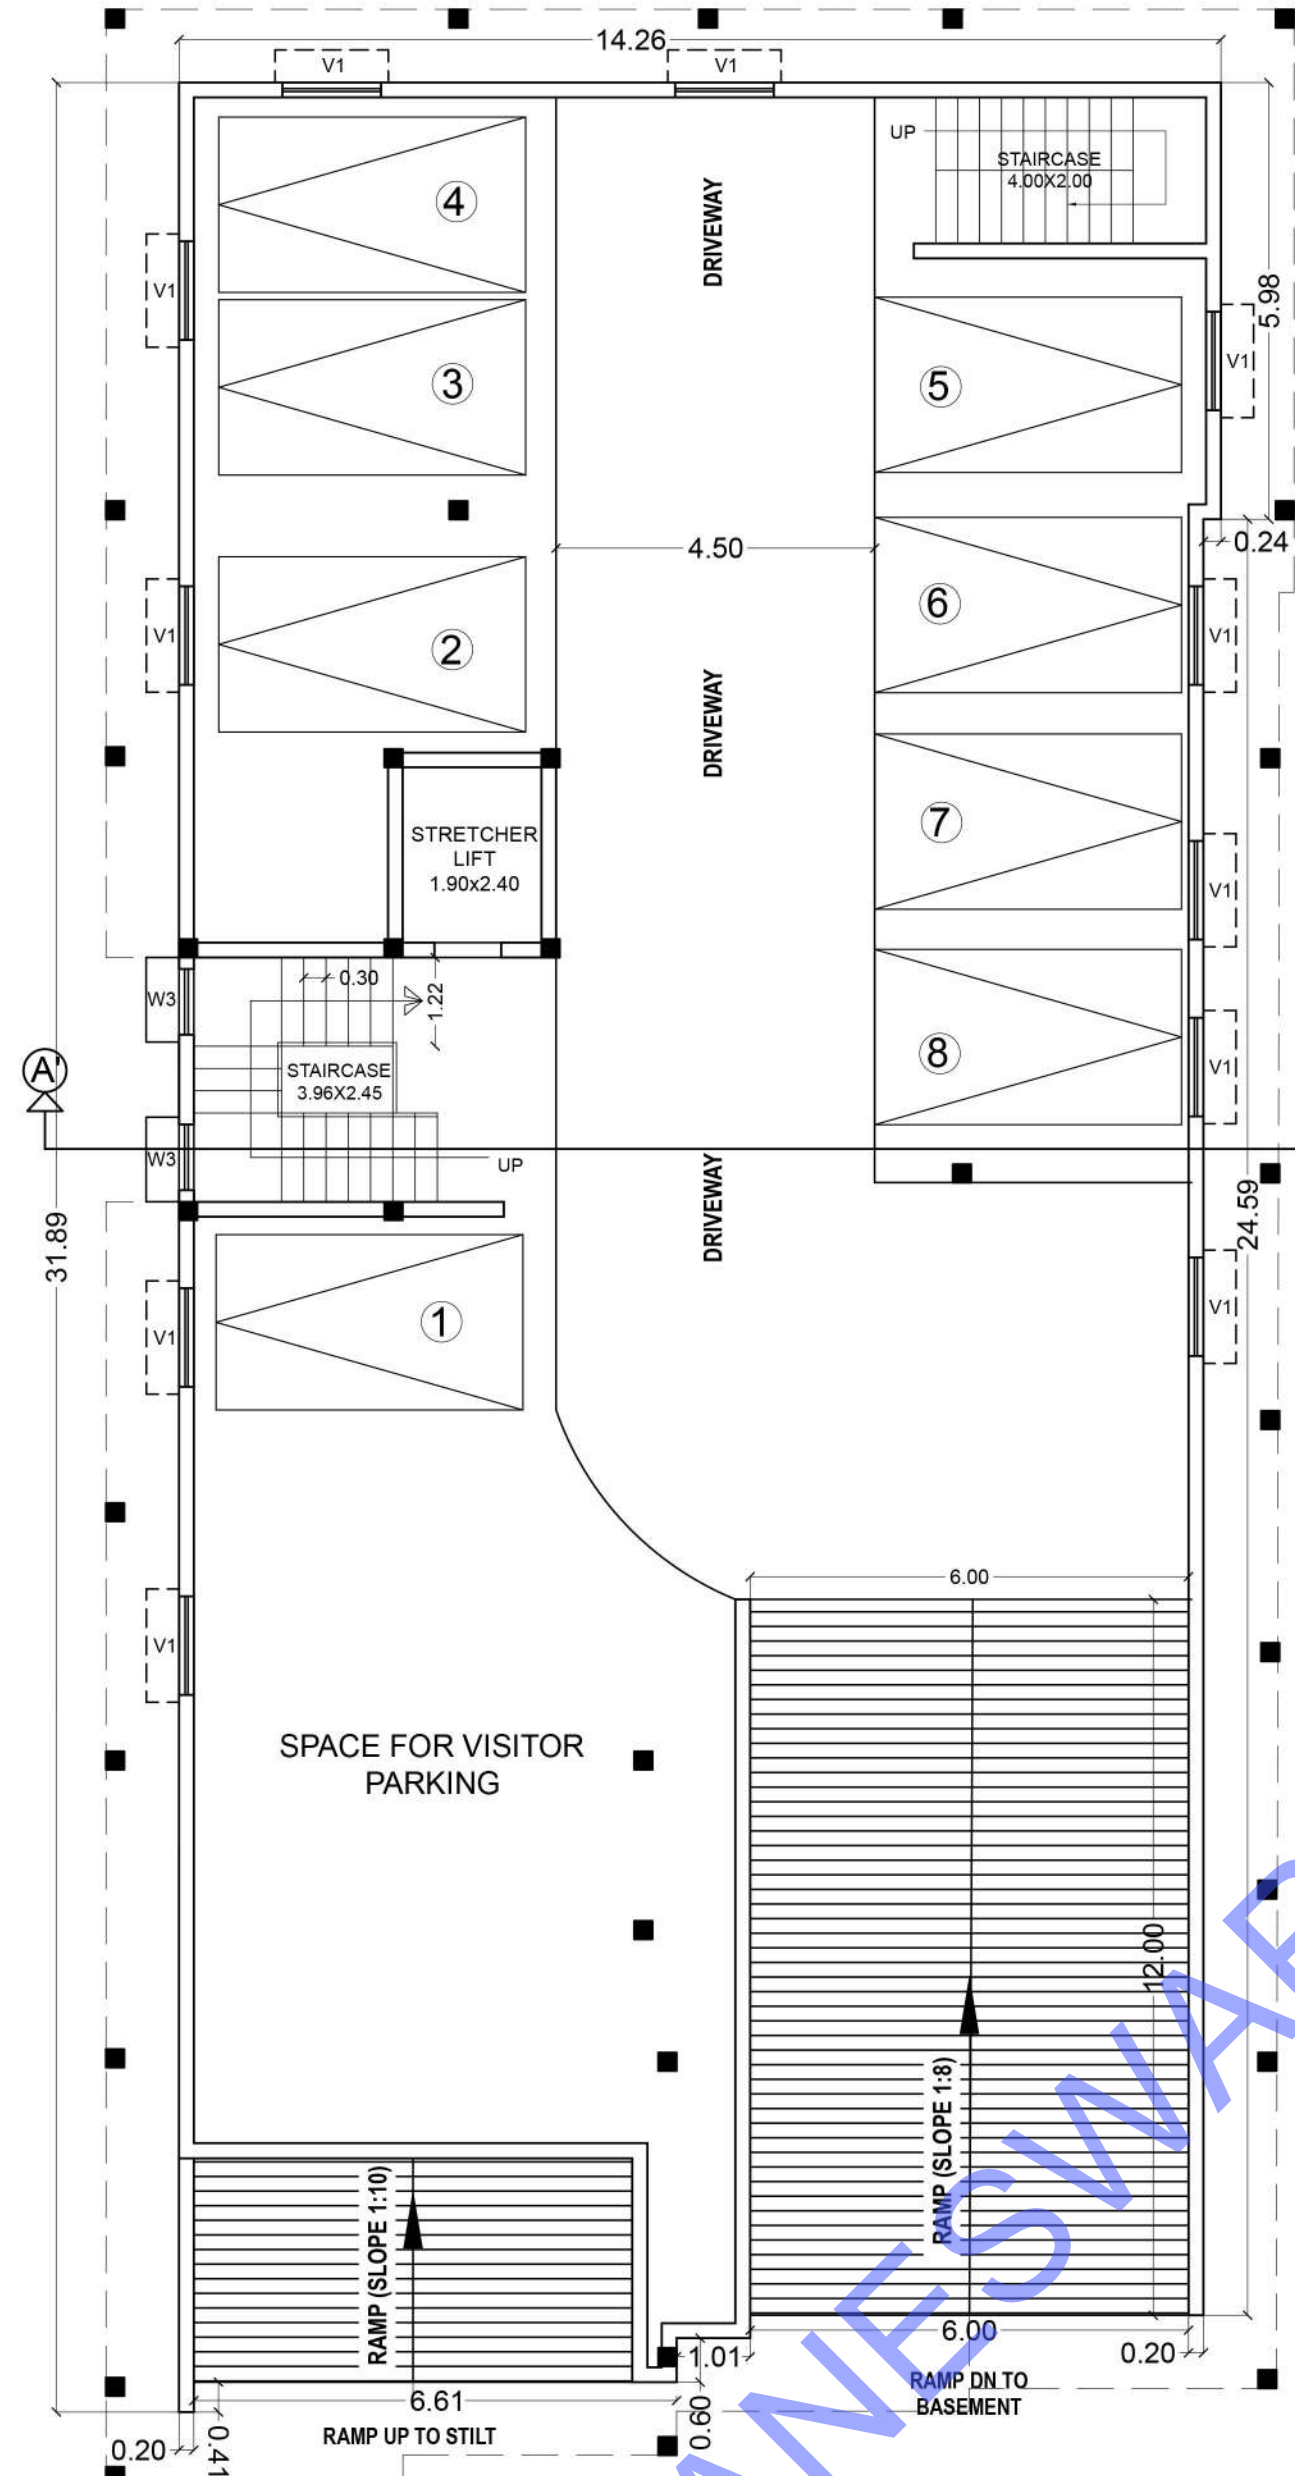 14.26
V1
V1
UP
STAIRCASE
4.00X2.00
4
DRIVEWAY
V1
5.98
3
5
V1
4.50
0.24
6
2
V1
V1
DRIVEWAY
7
STRETCHER
LIFT
1.90x2.40
V1
0.30
1.22
W3
8
A'
STAIRCASE
3.96X2.45
V1
W3
UP
DRIVEWAY
31.89
24.59
V1
1
V1
6.00
V1
SPACE FOR VISITOR
PARKING
12.00
RAMP (SLOPE 1:8)
RAMP (SLOPE 1:10)
6.00
1.01
0.20
RAMP DN TO
BASEMENT
6.61
0.60
RAMP UP TO STILT
0.20
0.41